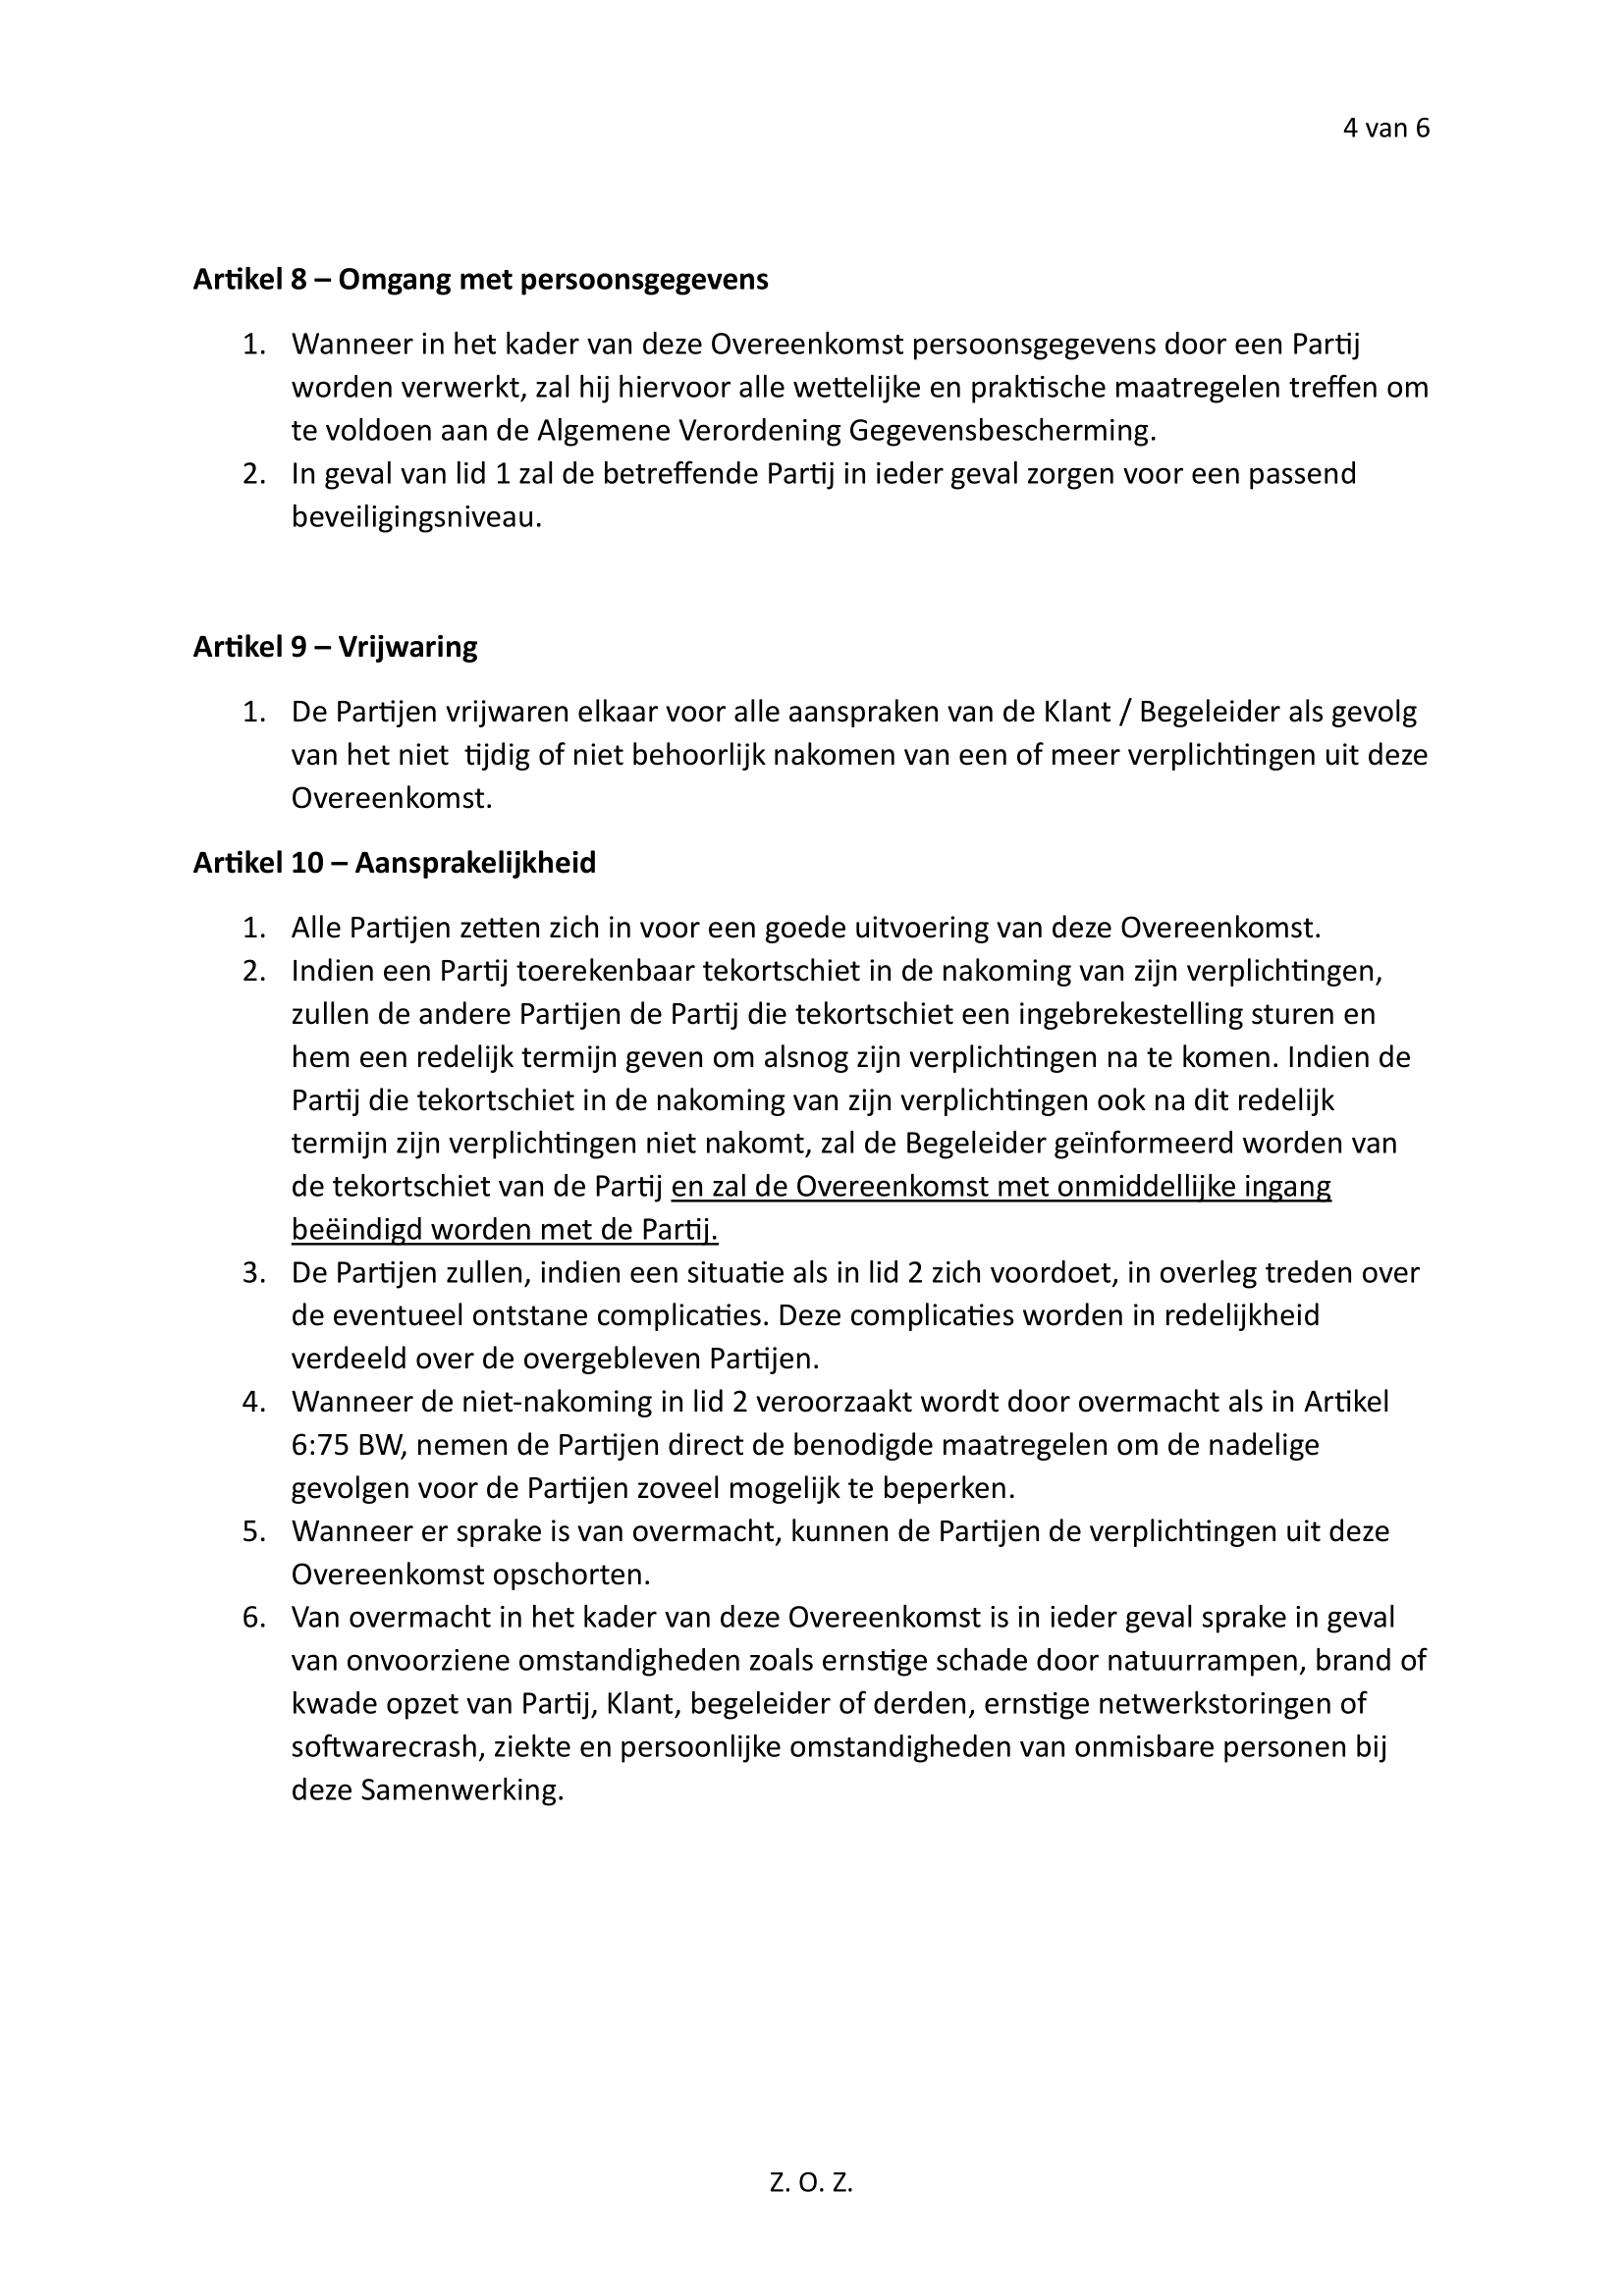 4 van 6
Artikel 8 – Omgang met persoonsgegevens
1. Wanneer in het kader van deze Overeenkomst persoonsgegevens door een Partij
worden verwerkt, zal hij hiervoor alle wettelijke en praktische maatregelen treffen om
te voldoen aan de Algemene Verordening Gegevensbescherming.
2. In geval van lid 1 zal de betreffende Partij in ieder geval zorgen voor een passend
beveiligingsniveau.
Artikel 9 – Vrijwaring
1. De Partijen vrijwaren elkaar voor alle aanspraken van de Klant / Begeleider als gevolg
van het niet  tijdig of niet behoorlijk nakomen van een of meer verplichtingen uit deze
Overeenkomst.
Artikel 10 – Aansprakelijkheid
1. Alle Partijen zetten zich in voor een goede uitvoering van deze Overeenkomst.
2. Indien een Partij toerekenbaar tekortschiet in de nakoming van zijn verplichtingen,
zullen de andere Partijen de Partij die tekortschiet een ingebrekestelling sturen en
hem een redelijk termijn geven om alsnog zijn verplichtingen na te komen. Indien de
Partij die tekortschiet in de nakoming van zijn verplichtingen ook na dit redelijk
termijn zijn verplichtingen niet nakomt, zal de Begeleider geïnformeerd worden van
de tekortschiet van de Partij en zal de Overeenkomst met onmiddellijke ingang
beëindigd worden met de Partij.
3. De Partijen zullen, indien een situatie als in lid 2 zich voordoet, in overleg treden over
de eventueel ontstane complicaties. Deze complicaties worden in redelijkheid
verdeeld over de overgebleven Partijen.
4. Wanneer de niet-nakoming in lid 2 veroorzaakt wordt door overmacht als in Artikel
6:75 BW, nemen de Partijen direct de benodigde maatregelen om de nadelige
gevolgen voor de Partijen zoveel mogelijk te beperken.
5. Wanneer er sprake is van overmacht, kunnen de Partijen de verplichtingen uit deze
Overeenkomst opschorten.
6. Van overmacht in het kader van deze Overeenkomst is in ieder geval sprake in geval
van onvoorziene omstandigheden zoals ernstige schade door natuurrampen, brand of
kwade opzet van Partij, Klant, begeleider of derden, ernstige netwerkstoringen of
softwarecrash, ziekte en persoonlijke omstandigheden van onmisbare personen bij
deze Samenwerking.
Z. O. Z.